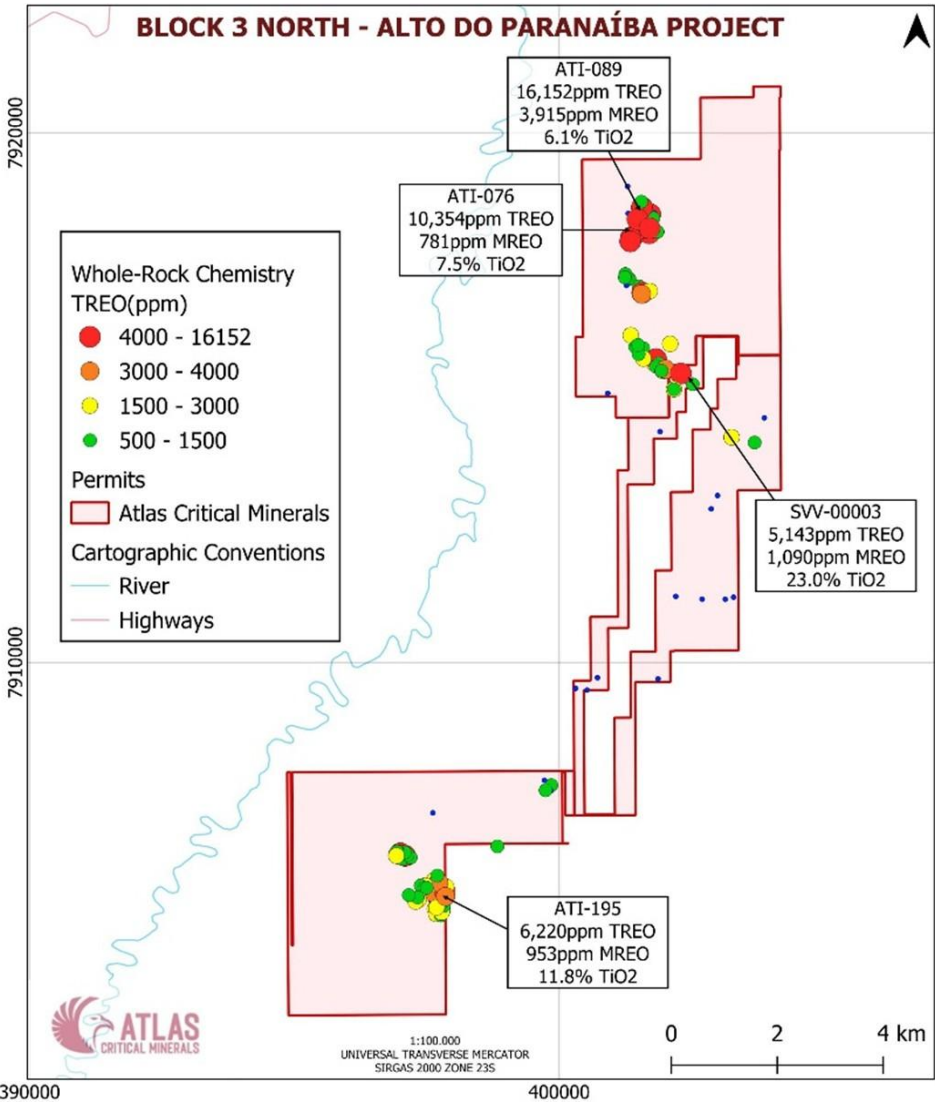 BLOCK 3 NORTH - ALTO DO PARANAÍBA PROJECT
ATI-089
16,152ppm TREO
3,915ppm MREO
6.1% TiO2
7920000
ATI-076
10,354ppm TREO
781ppm MREO
7.5% TiO2
Whole-Rock Chemistry
TREO(ppm)
4000 - 16152
3000 - 4000
1500 - 3000
500 - 1500
Permits
Atlas Critical Minerals
Cartographic Conventions
River
Highways
SVV-00003
5,143ppm TREO
1,090ppm MREO
23.0% TiO2
7910000
ATI-195
6,220ppm TREO
953ppm MREO
11.8% TiO2
ATLAS
CRITICAL MINERALS
1:100.000
UNIVERSAL TRANSVERSE MERCATOR
SIRGAS 2000 ZONE 23S
0 2 4 km
390000 400000